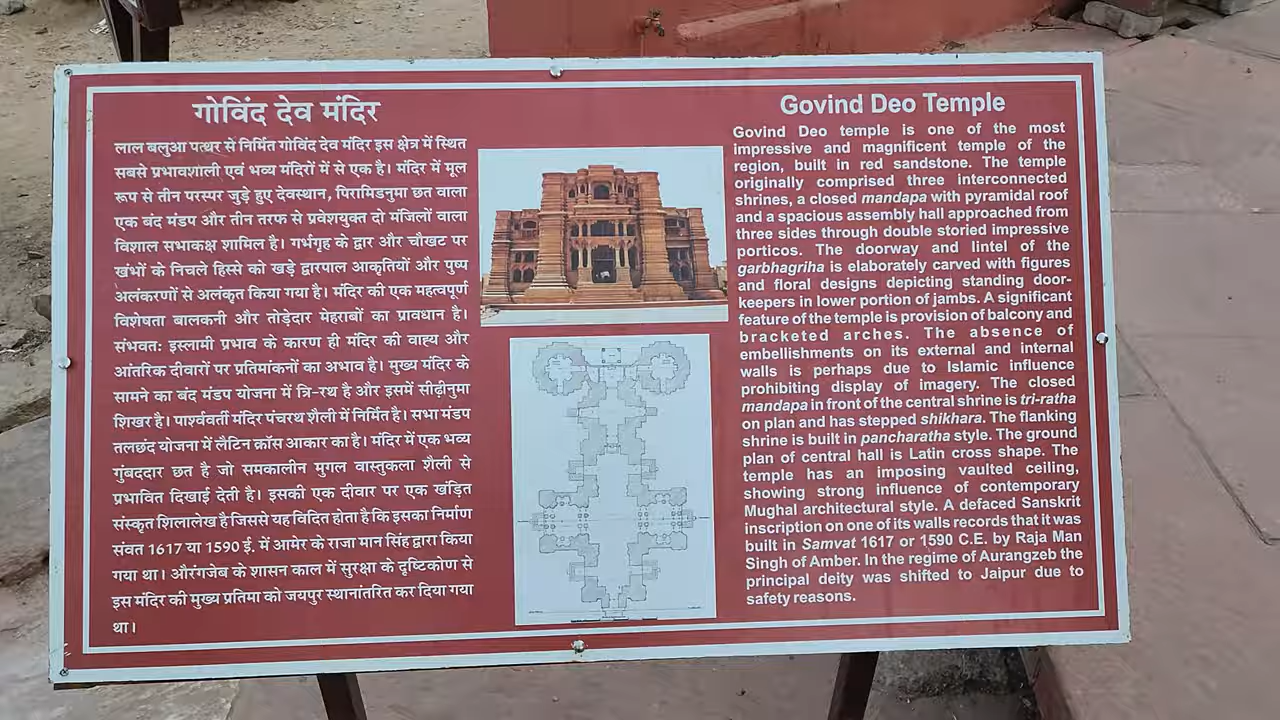 गोविंद देव मंदिर
लाल बलुआ पत्थर से निर्मित गोविंद देव मंदिर इस क्षेत्र में स्थित
सबसे प्रभावशाली एवं भव्य मंदिरों में से एक है। मंदिर में मूल
रूप से तीन परस्पर जुड़े हुए देवस्थान, पिरामिडनुमा छत वाला
एक बंद मंडप और तीन तरफ से प्रवेशयुक्त दो मंजिलों वाला
विशाल सभाकक्ष शामिल है। गर्भगृह के द्वार और चौखट पर
खंभों के निचले हिस्से को खड़े द्वारपाल आकृतियों और पुष्प
अलंकरणों से अलंकृत किया गया है। मंदिर की एक महत्वपूर्ण
विशेषता बालकनी और तोड़ेदार मेहराबों का प्रावधान है।
संभवतः इस्लामी प्रभाव के कारण ही मंदिर की वाह्य और
आंतरिक दीवारों पर प्रतिमांकनों का अभाव है। मुख्य मंदिर के
सामने का बंद मंडप योजना में त्रि-रथ है और इसमें सीढ़ीनुमा
शिखर है। पार्श्ववर्ती मंदिर पंचरथ शैली में निर्मित है। सभा मंडप
तलछंद योजना में लैटिन क्रॉस आकार का है। मंदिर में एक भव्य
गुंबददार छत है जो समकालीन मुगल वास्तुकला शैली से
प्रभावित दिखाई देती है। इसकी एक दीवार पर एक खंड़ित
संस्कृत शिलालेख है जिससे यह विदित होता है कि इसका निर्माण
संवत 1617 या 1590 ई. में आमेर के राजा मान सिंह द्वारा किया
गया था। औरंगजेब के शासन काल में सुरक्षा के दृष्टिकोण से
इस मंदिर की मुख्य प्रतिमा को जयपुर स्थानांतरित कर दिया गया
था।
Govind Deo Temple
Govind Deo temple is one of the most
impressive and magnificent temple of the
region, built in red sandstone. The temple
originally comprised three interconnected
shrines, a closed mandapa with pyramidal roof
and a spacious assembly hall approached from
three sides through double storied impressive
porticos. The doorway and lintel of the
garbhagriha is elaborately carved with figures
and floral designs depicting standing door-
keepers in lower portion of jambs. A significant
feature of the temple is provision of balcony and
bracketed arches. The absence of
embellishments on its external and internal
walls is perhaps due to Islamic influence
prohibiting display of imagery. The closed
mandapa in front of the central shrine is tri-ratha
on plan and has stepped shikhara. The flanking
shrine is built in pancharatha style. The ground
plan of central hall is Latin cross shape. The
temple has an imposing vaulted ceiling,
showing strong influence of contemporary
Mughal architectural style. A defaced Sanskrit
inscription on one of its walls records that it was
built in Samvat 1617 or 1590 C.E. by Raja Man
Singh of Amber. In the regime of Aurangzeb the
principal deity was shifted to Jaipur due to
safety reasons.